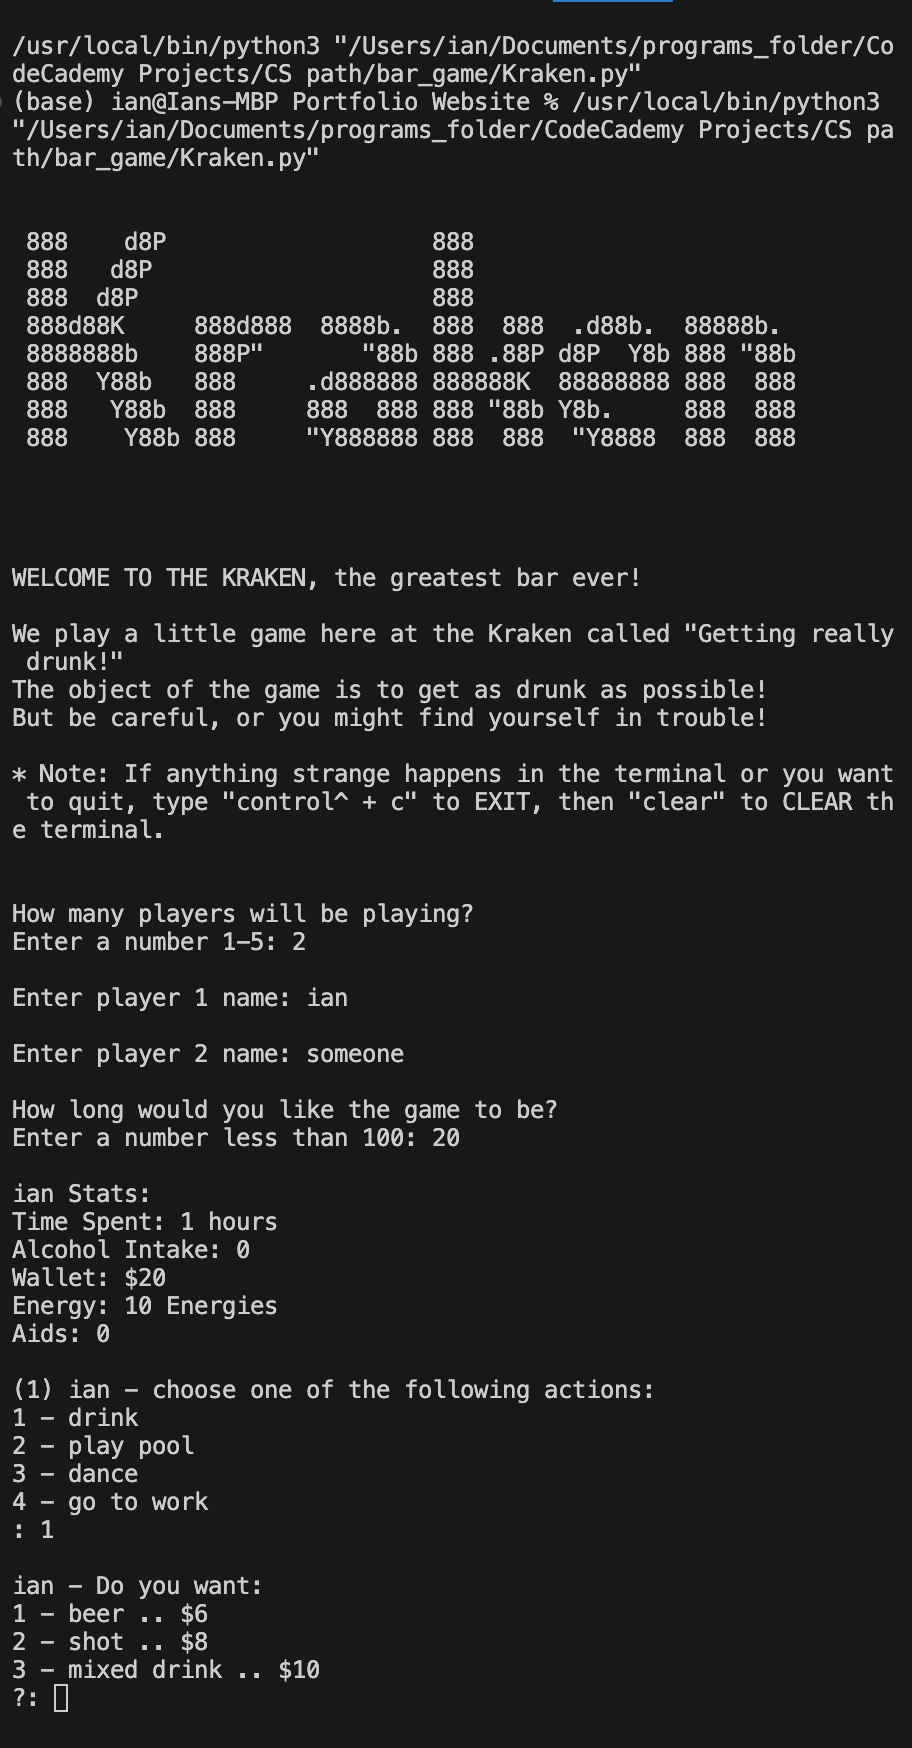 /usr/local/bin/python3 "/Users/ian/Documents/programs_folder/Co
deCademy Projects/CS path/bar_game/Kraken.py"
(base) ian@Ians-MBP Portfolio Website % /usr/local/bin/python3
"/Users/ian/Documents/programs_folder/CodeCademy Projects/CS pa
th/bar_game/Kraken.py"
 888    d8P                   888
 888   d8P                    888
 888  d8P                     888
 888d88K     888d888  8888b.  888  888  .d88b.  88888b.
 8888888b    888P"       "88b 888 .88P d8P  Y8b 888 "88b
 888  Y88b   888     .d888888 888888K  88888888 888  888
 888   Y88b  888     888  888 888 "88b Y8b.     888  888
 888    Y88b 888     "Y888888 888  888  "Y8888  888  888
WELCOME TO THE KRAKEN, the greatest bar ever!
We play a little game here at the Kraken called "Getting really
 drunk!"
The object of the game is to get as drunk as possible!
But be careful, or you might find yourself in trouble!
* Note: If anything strange happens in the terminal or you want
 to quit, type "control^ + c" to EXIT, then "clear" to CLEAR th
e terminal.
How many players will be playing?
Enter a number 1-5: 2
Enter player 1 name: ian
Enter player 2 name: someone
How long would you like the game to be?
Enter a number less than 100: 20
ian Stats:
Time Spent: 1 hours
Alcohol Intake: 0
Wallet: $20
Energy: 10 Energies
Aids: 0
(1) ian - choose one of the following actions:
1 - drink
2 - play pool
3 - dance
4 - go to work
: 1
ian - Do you want:
1 - beer .. $6
2 - shot .. $8
3 - mixed drink .. $10
?: